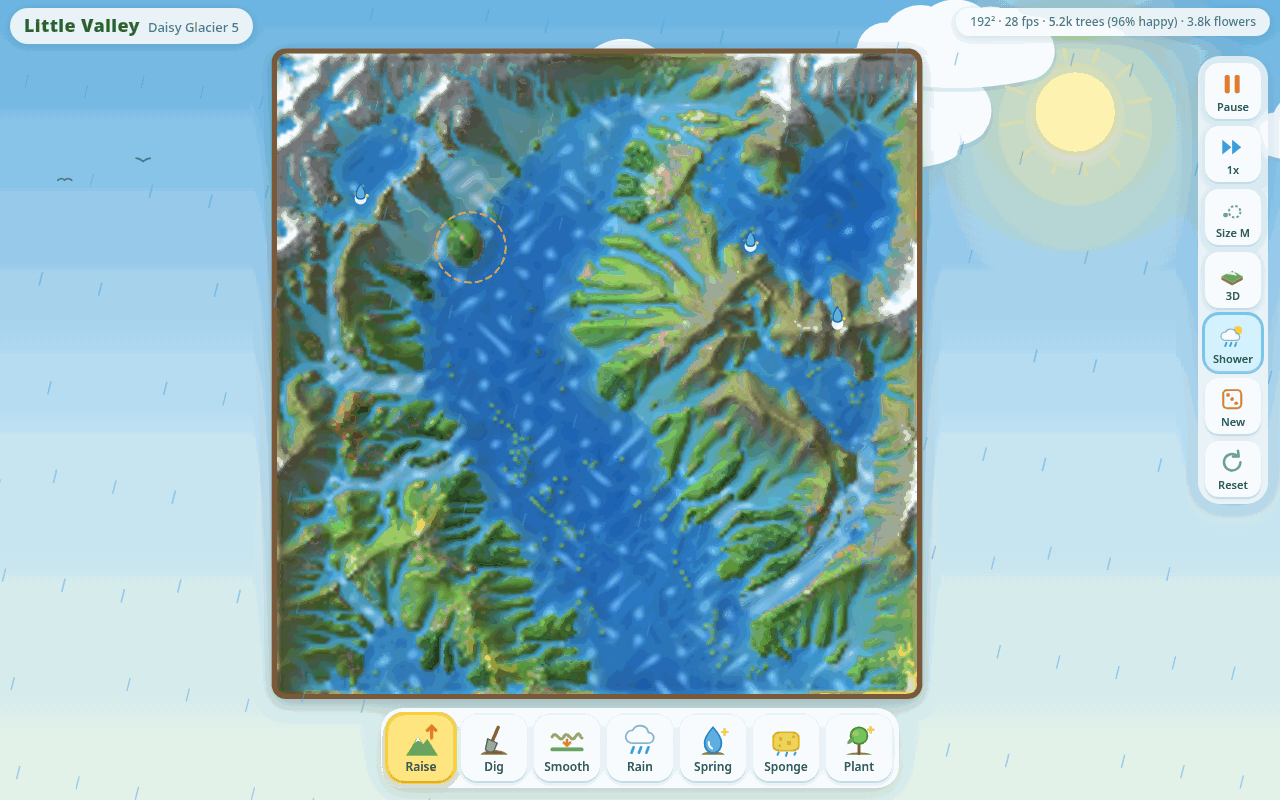 Little Valley Daisy Glacier 5
192² · 28 fps · 5.2k trees (96% happy) · 3.8k flowers
Pause
1x
Size M
3D
Shower
New
Reset
Raise
Dig
Smooth
Rain
Spring
Sponge
Plant